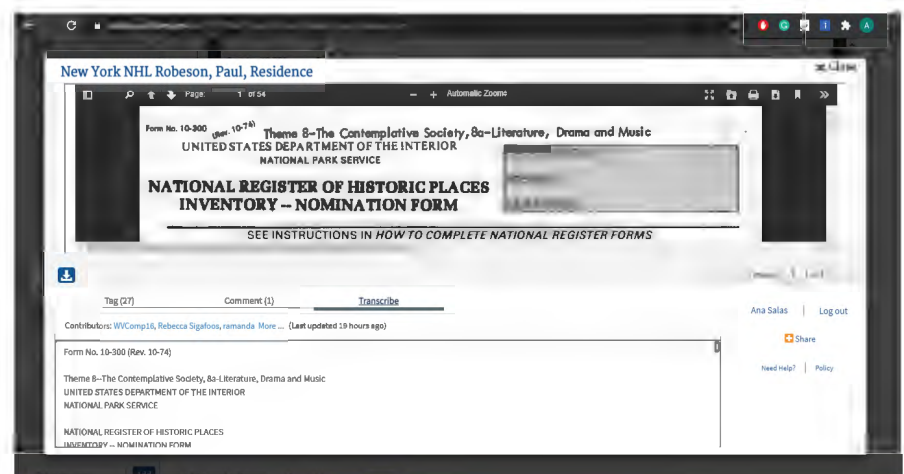 New York NHL Robeson, Paul, Residence
Close
Page: 1 of 54 − + Automatic Zoom
Form No. 10-300 (Rev. 10-74) Theme 8-The Contemplative Society, 8a-Literature, Drama and Music
UNITED STATES DEPARTMENT OF THE INTERIOR
NATIONAL PARK SERVICE
NATIONAL REGISTER OF HISTORIC PLACES
INVENTORY -- NOMINATION FORM
SEE INSTRUCTIONS IN HOW TO COMPLETE NATIONAL REGISTER FORMS
Tag (27) Comment (1) Transcribe
Ana Salas | Log out
Contributors: WVComp16, Rebecca Sigafoos, ramanda More ... (Last updated 19 hours ago)
Share
Need Help? | Policy
Form No. 10-300 (Rev. 10-74)
Theme 8--The Contemplative Society, 8a-Literature, Drama and Music
UNITED STATES DEPARTMENT OF THE INTERIOR
NATIONAL PARK SERVICE
NATIONAL REGISTER OF HISTORIC PLACES
INVENTORY -- NOMINATION FORM